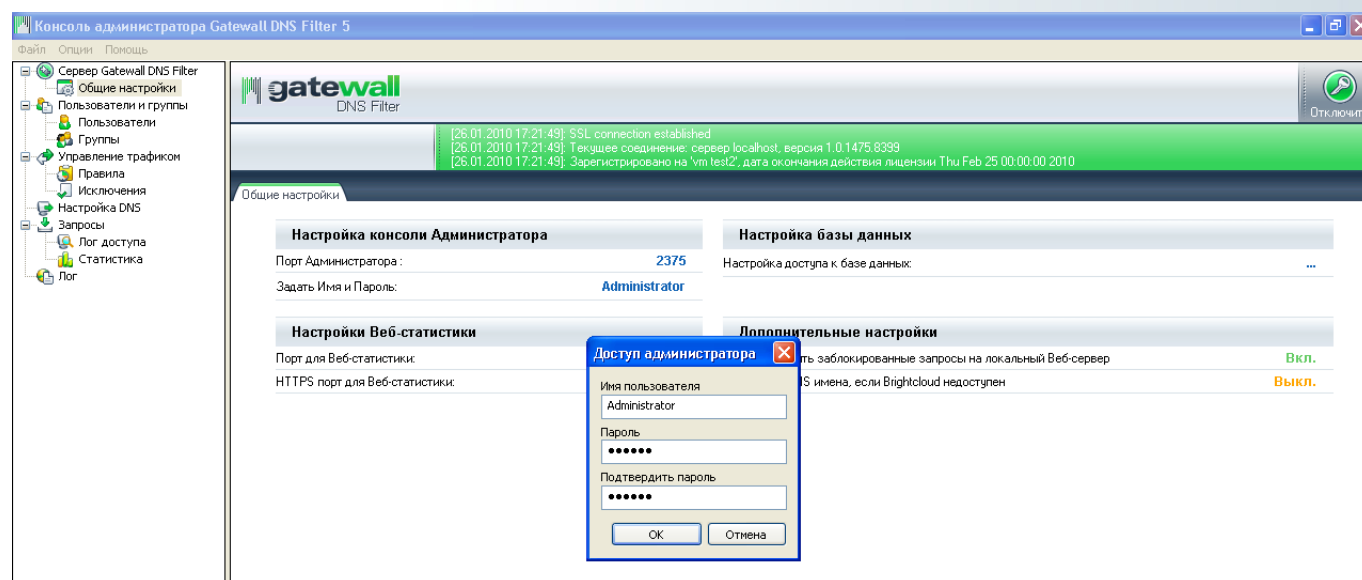 Консоль администратора Gatewall DNS Filter 5
Файл Опции Помощь
Сервер Gatewall DNS Filter
Общие настройки
Пользователи и группы
Пользователи
Группы
Управление трафиком
Правила
Исключения
Настройка DNS
Запросы
Лог доступа
Статистика
Лог
gatewall
DNS Filter
[26.01.2010 17:21:49]: SSL connection established
[26.01.2010 17:21:49]: Текущее соединение: сервер localhost, версия 1.0.1475.8399
[26.01.2010 17:21:49]: Зарегистрировано на 'vm test2', дата окончания действия лицензии Thu Feb 25 00:00:00 2010
Отключит
Общие настройки
Настройка консоли Администратора
Порт Администратора : 2375
Задать Имя и Пароль: Administrator
Настройка базы данных
Настройка доступа к базе данных: ...
Настройки Веб-статистики
Порт для Веб-статистики:
HTTPS порт для Веб-статистики:
Дополнительные настройки
ть заблокированные запросы на локальный Веб-сервер Вкл.
IS имена, если Brightcloud недоступен Выкл.
Доступ администратора
Имя пользователя
Administrator
Пароль
●●●●●●
Подтвердить пароль
●●●●●●
OK Отмена